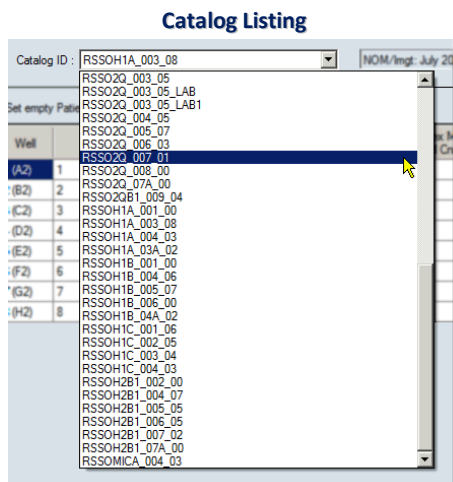 Catalog Listing
Catalog ID : RSSOH1A_003_08 NOM/Imgt: July 20
RSSO2Q_003_05
RSSO2Q_003_05_LAB
RSSO2Q_003_05_LAB1
Set empty Patie
RSSO2Q_004_05
RSSO2Q_005_07
RSSO2Q_006_03
Well
RSSO2Q_007_01
(A2) 1
RSSO2Q_008_00
RSSO2Q_07A_00
(B2) 2
RSSO2QB1_009_04
RSSOH1A_001_00
(C2) 3
RSSOH1A_003_08
(D2) 4
RSSOH1A_004_03
RSSOH1A_03A_02
(E2) 5
RSSOH1B_001_00
(F2) 6
RSSOH1B_004_06
RSSOH1B_005_07
(G2) 7
RSSOH1B_006_00
RSSOH1B_04A_02
(H2) 8
RSSOH1C_001_06
RSSOH1C_002_05
RSSOH1C_003_04
RSSOH1C_004_03
RSSOH2B1_002_00
RSSOH2B1_004_07
RSSOH2B1_005_05
RSSOH2B1_006_05
RSSOH2B1_007_02
RSSOH2B1_07A_00
RSSOMICA_004_03